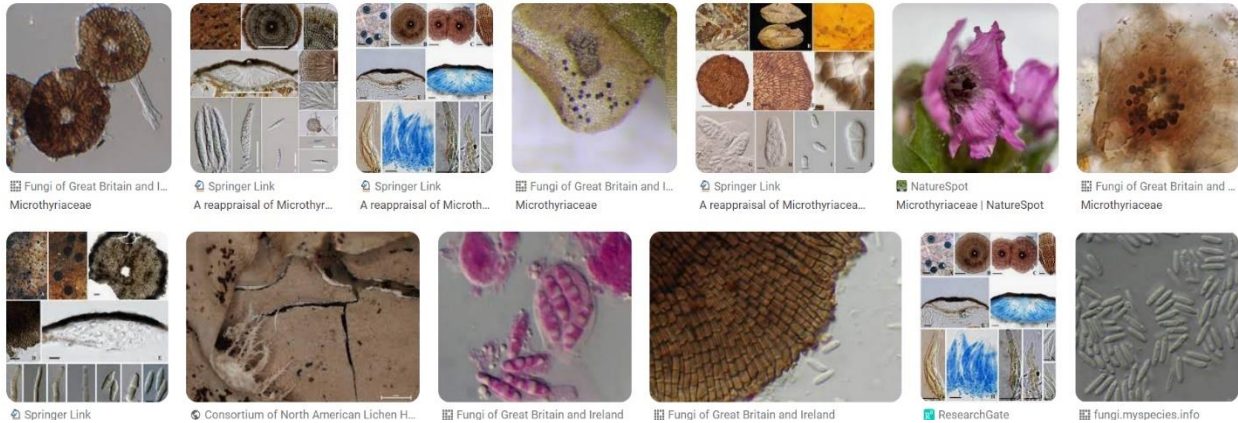 Fungi of Great Britain and I...
Microthyriaceae
Springer Link
A reappraisal of Microthyr...
Springer Link
A reappraisal of Microth...
Fungi of Great Britain and I...
Microthyriaceae
Springer Link
A reappraisal of Microthyriacea...
NatureSpot
Microthyriaceae | NatureSpot
Fungi of Great Britain and ...
Microthyriaceae
Springer Link
Consortium of North American Lichen H...
Fungi of Great Britain and Ireland
Fungi of Great Britain and Ireland
ResearchGate
fungi.myspecies.info